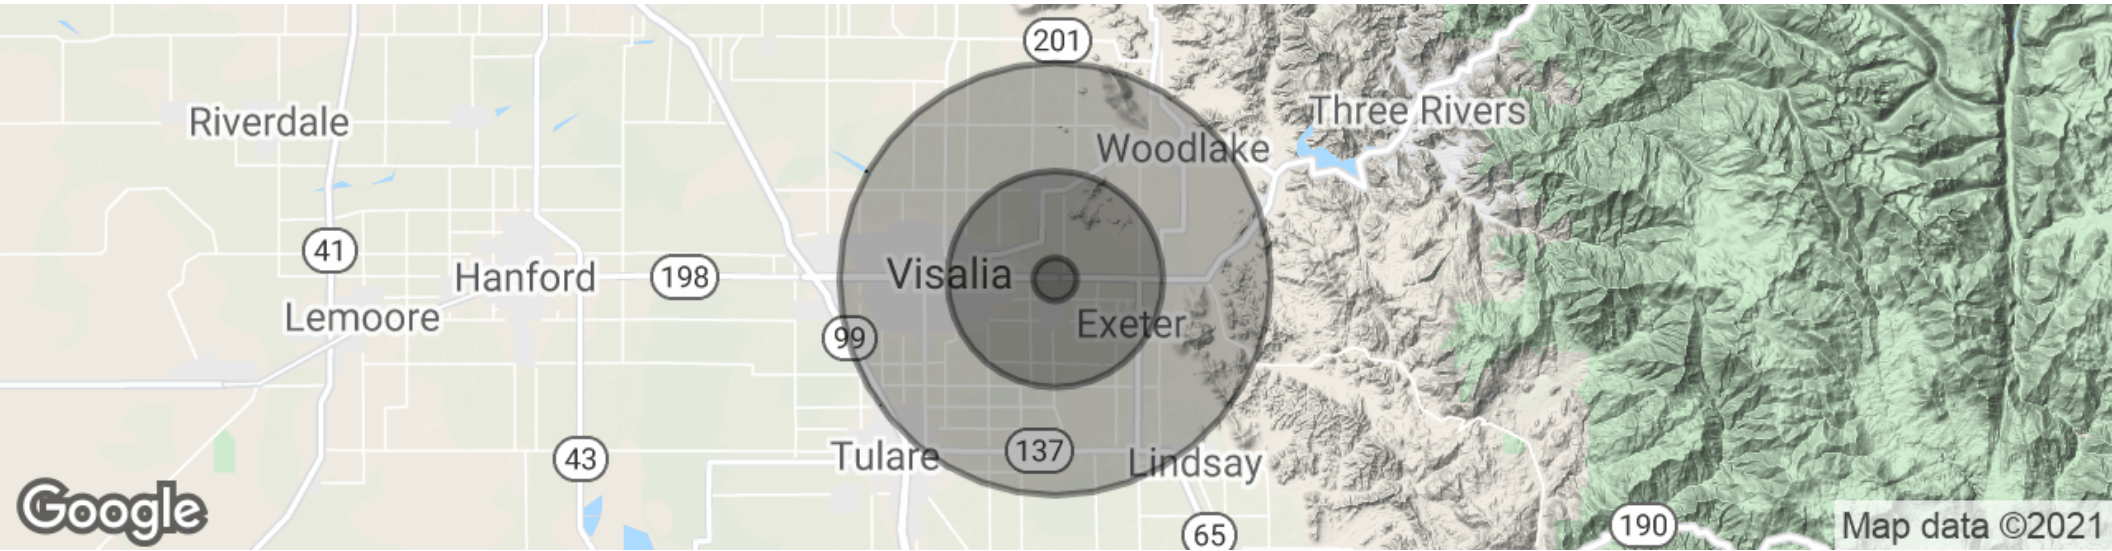 201
Three Rivers
Riverdale
Woodlake
41
Hanford
198
Visalia
Lemoore
99
Exeter
43
Tulare
137
Lindsay
Google
65
190
Map data ©2021